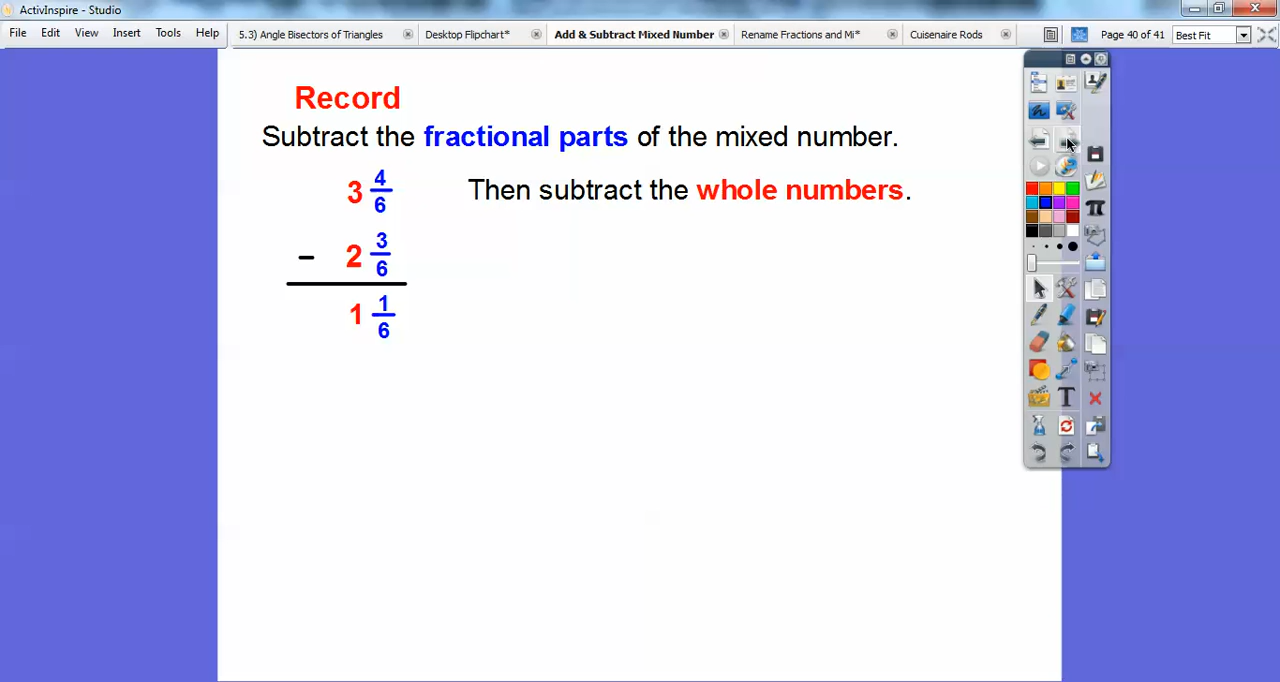 ActivInspire - Studio
File Edit View Insert Tools Help 5.3) Angle Bisectors of Triangles Desktop Flipchart* Add & Subtract Mixed Number Rename Fractions and Mi* Cuisenaire Rods Page 40 of 41 Best Fit
Record
Subtract the fractional parts of the mixed number.
3 4/6 Then subtract the whole numbers.
- 2 3/6
1 1/6